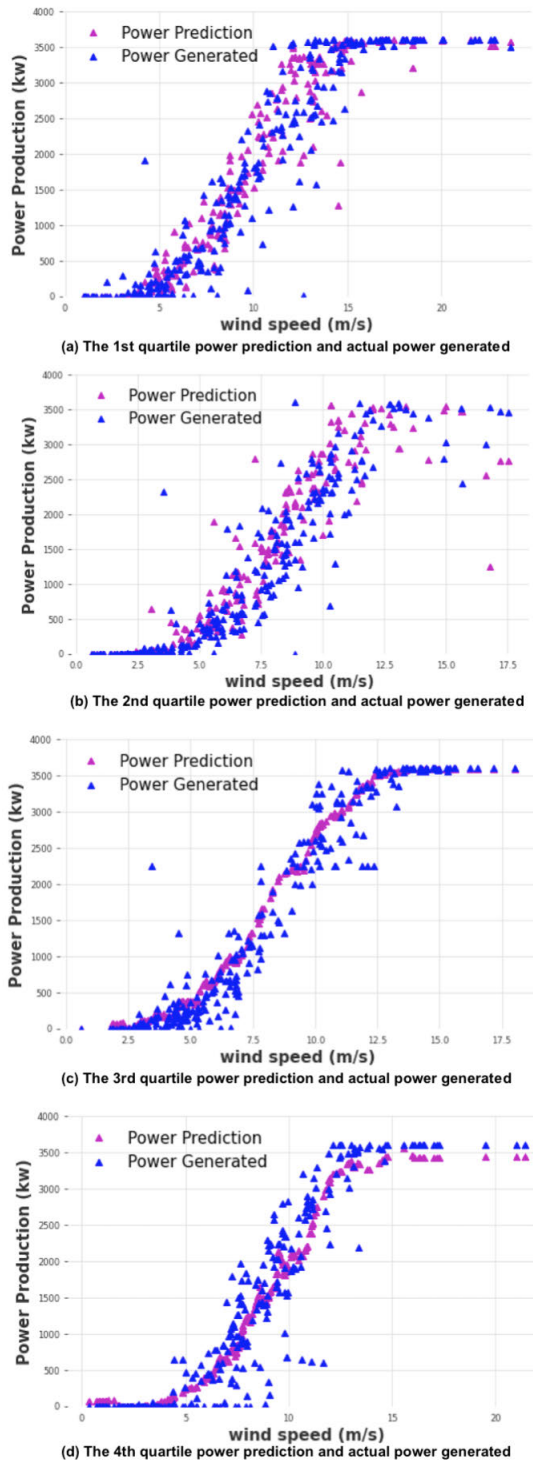 4000
Power Prediction
3500
Power Generated
3000
2500
2000
1500
1000
500
0
Power Production (kw)
5 10 15 20
wind speed (m/s)
(a) The 1st quartile power prediction and actual power generated
4000
Power Prediction
3500
Power Generated
3000
2500
2000
1500
1000
500
0
Power Production (kw)
0.0 2.5 5.0 7.5 10.0 12.5 15.0 17.5
wind speed (m/s)
(b) The 2nd quartile power prediction and actual power generated
4000
Power Prediction
3500
Power Generated
3000
2500
2000
1500
1000
500
0
Power Production (kw)
0.0 2.5 5.0 7.5 10.0 12.5 15.0 17.5
wind speed (m/s)
(c) The 3rd quartile power prediction and actual power generated
4000
Power Prediction
3500
Power Generated
3000
2500
2000
1500
1000
500
0
Power Production (kw)
0 5 10 15 20
wind speed (m/s)
(d) The 4th quartile power prediction and actual power generated